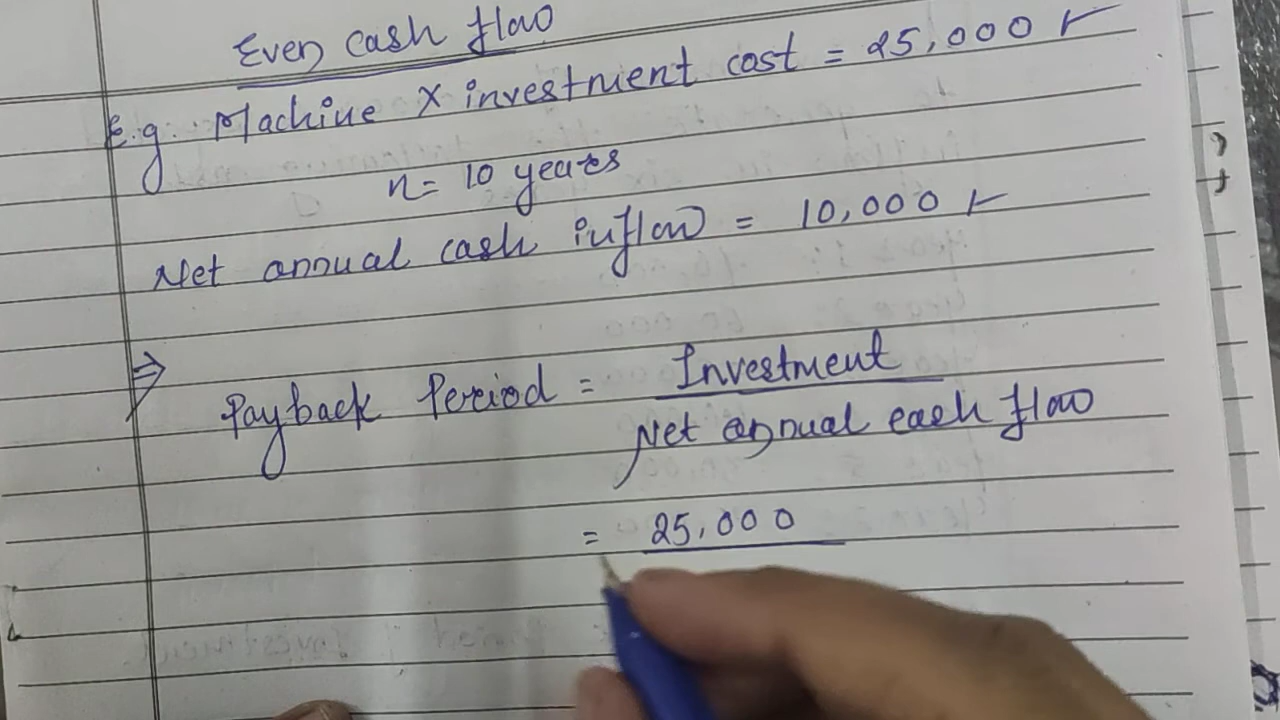 Even cash flow
E.g. Machine X investment cost = 25,000
n = 10 years
Net annual cash inflow = 10,000
⇒ Payback Period = Investment
Net annual cash flow
= 25,000